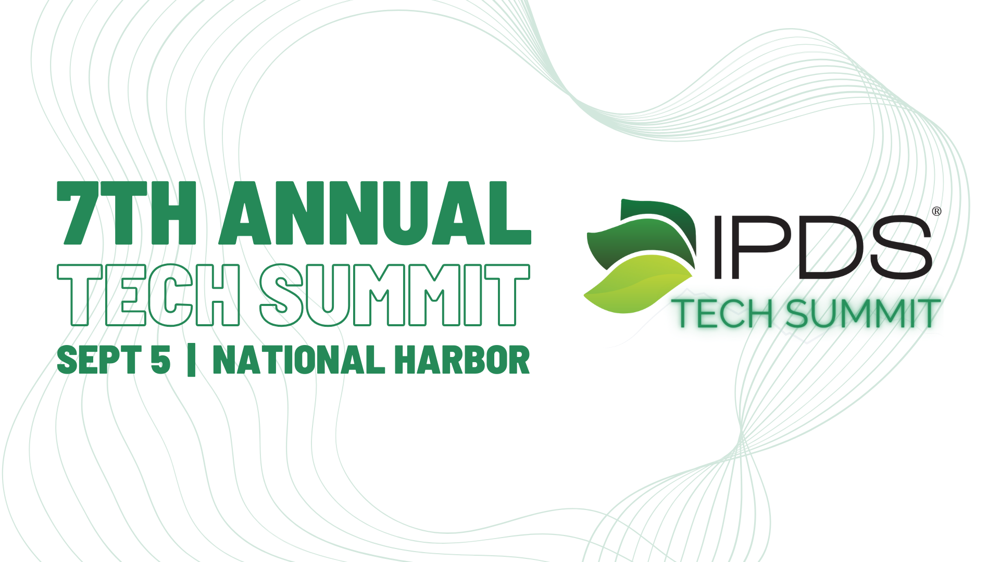 7TH ANNUAL
TECH SUMMIT
SEPT 5 | NATIONAL HARBOR
IPDS®
TECH SUMMIT